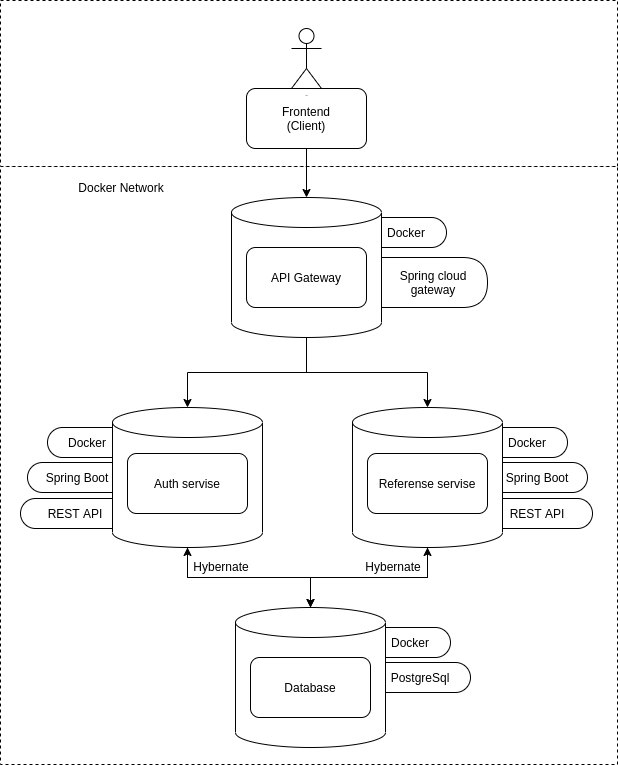 Frontend
(Client)
Docker Network
Docker
API Gateway
Spring cloud
gateway
Docker
Spring Boot
REST API
Auth servise
Referense servise
Docker
Spring Boot
REST API
Hybernate
Hybernate
Docker
PostgreSql
Database